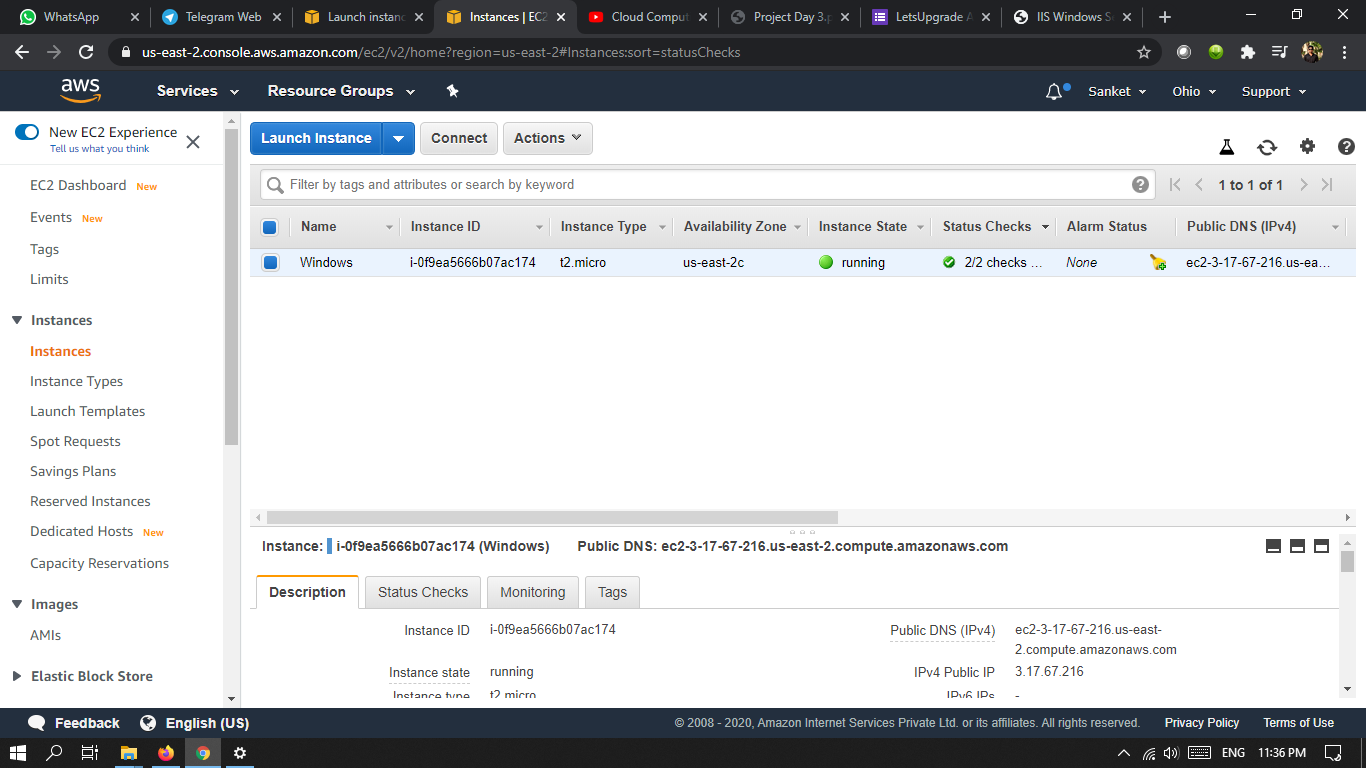 WhatsApp
Telegram Web
Launch instanc
Instances | EC2
Cloud Comput
Project Day 3.p
LetsUpgrade A
IIS Windows Se
us-east-2.console.aws.amazon.com/ec2/v2/home?region=us-east-2#Instances:sort=statusChecks
aws Services Resource Groups Sanket Ohio Support
New EC2 Experience
Tell us what you think
EC2 Dashboard New
Events New
Tags
Limits
Instances
Instances
Instance Types
Launch Templates
Spot Requests
Savings Plans
Reserved Instances
Dedicated Hosts New
Capacity Reservations
Images
AMIs
Elastic Block Store
Launch Instance Connect Actions
Filter by tags and attributes or search by keyword
1 to 1 of 1
Name Instance ID Instance Type Availability Zone Instance State Status Checks Alarm Status Public DNS (IPv4)
Windows i-0f9ea5666b07ac174 t2.micro us-east-2c running 2/2 checks ... None ec2-3-17-67-216.us-ea...
Instance: i-0f9ea5666b07ac174 (Windows) Public DNS: ec2-3-17-67-216.us-east-2.compute.amazonaws.com
Description Status Checks Monitoring Tags
Instance ID i-0f9ea5666b07ac174
Public DNS (IPv4) ec2-3-17-67-216.us-east-
2.compute.amazonaws.com
Instance state running
IPv4 Public IP 3.17.67.216
Instance type t2.micro
IPv6 IPs -
Feedback English (US)
© 2008 - 2020, Amazon Internet Services Private Ltd. or its affiliates. All rights reserved. Privacy Policy Terms of Use
ENG 11:36 PM